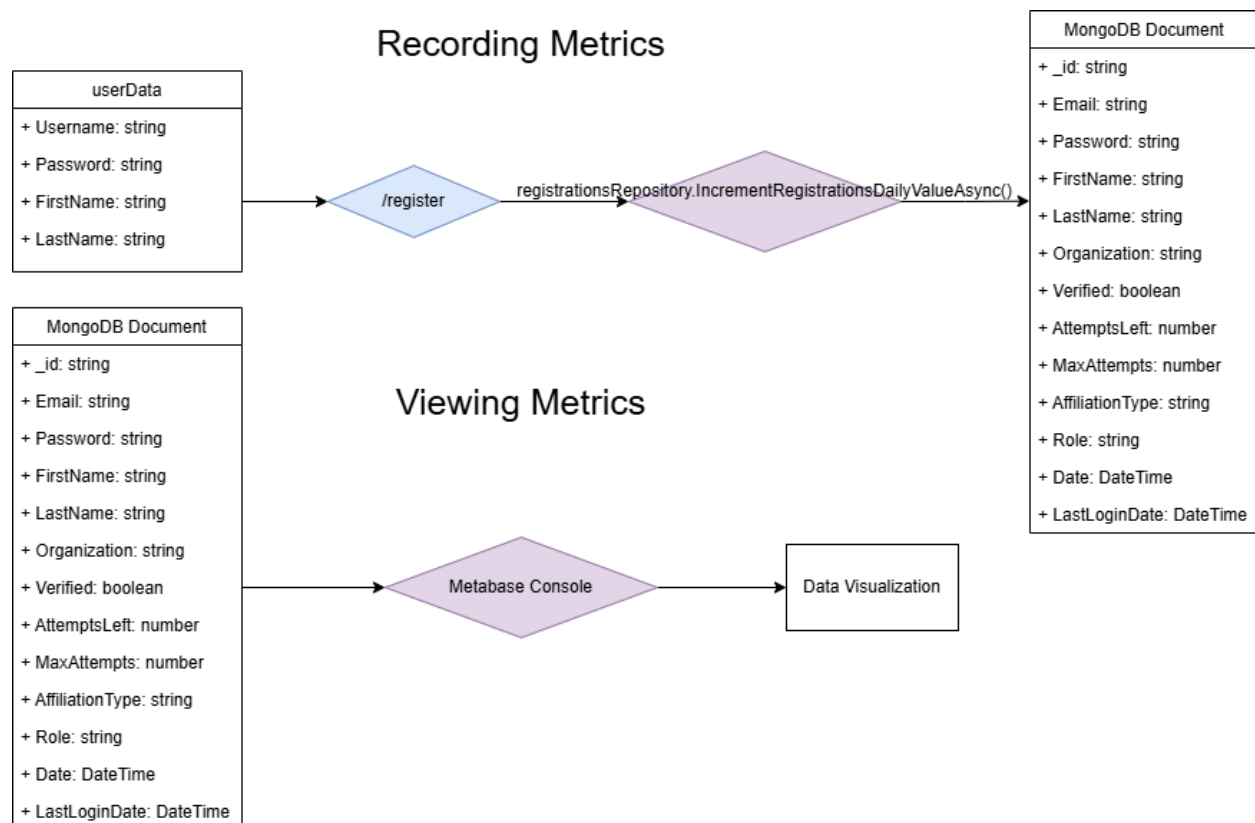 Recording Metrics
userData
+ Username: string
+ Password: string
+ FirstName: string
+ LastName: string
/register
registrationsRepository.IncrementRegistrationsDailyValueAsync()
MongoDB Document
+ _id: string
+ Email: string
+ Password: string
+ FirstName: string
+ LastName: string
+ Organization: string
+ Verified: boolean
+ AttemptsLeft: number
+ MaxAttempts: number
+ AffiliationType: string
+ Role: string
+ Date: DateTime
+ LastLoginDate: DateTime
Viewing Metrics
MongoDB Document
+ _id: string
+ Email: string
+ Password: string
+ FirstName: string
+ LastName: string
+ Organization: string
+ Verified: boolean
+ AttemptsLeft: number
+ MaxAttempts: number
+ AffiliationType: string
+ Role: string
+ Date: DateTime
+ LastLoginDate: DateTime
Metabase Console
Data Visualization